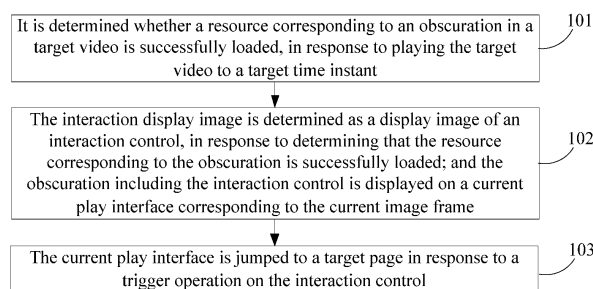 It is determined whether a resource corresponding to an obscuration in a
target video is successfully loaded, in response to playing the target
video to a target time instant
101
The interaction display image is determined as a display image of an
interaction control, in response to determining that the resource
corresponding to the obscuration is successfully loaded; and the
obscuration including the interaction control is displayed on a current
play interface corresponding to the current image frame
102
The current play interface is jumped to a target page in response to a
trigger operation on the interaction control
103